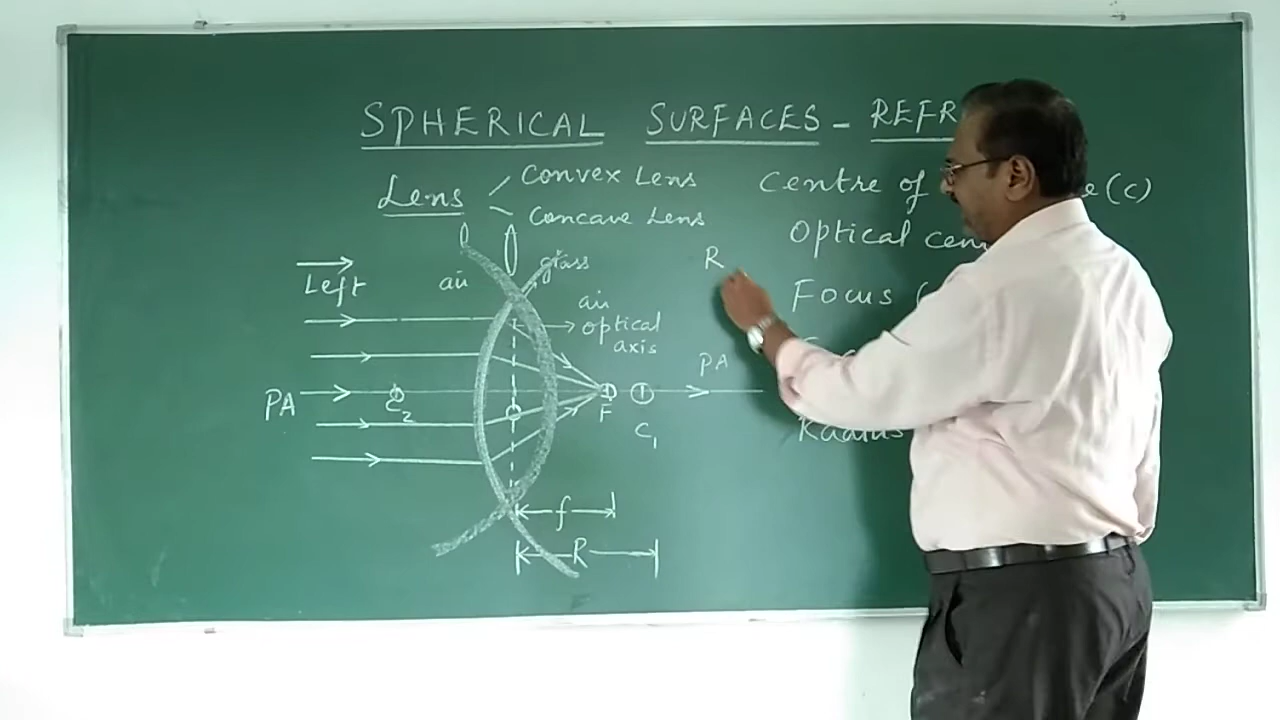 SPHERICAL SURFACES - REFR
Lens
Convex Lens
Concave Lens
Centre of e (c)
Optical cen
R
Focus (
Left
air
glass
air
optical
axis
PA
C2
F
C1
PA
Radius
f
R